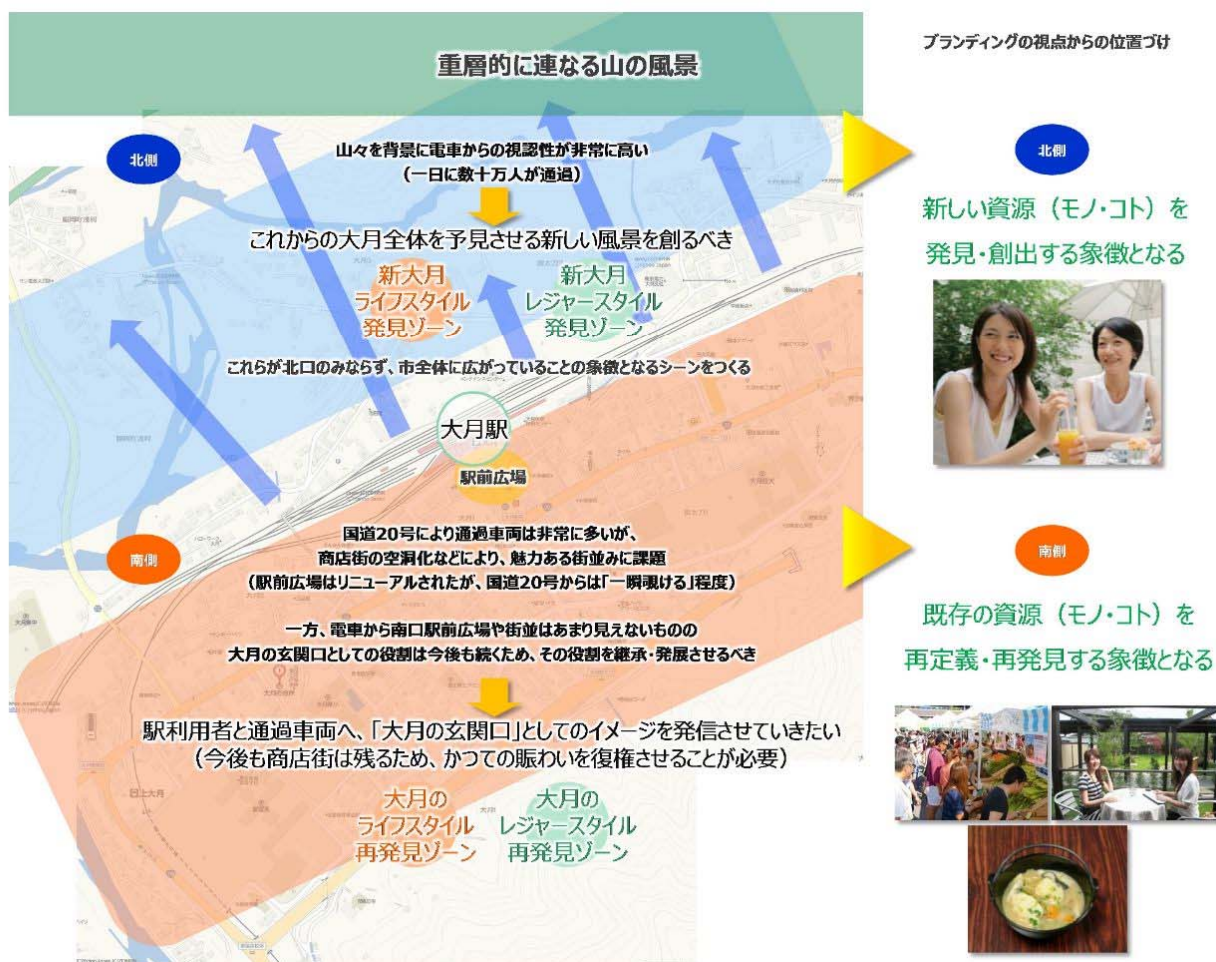 重層的に連なる山の風景
ブランディングの視点からの位置づけ
北側
山々を背景に電車からの視認性が非常に高い
（一日に数十万人が通過）
これからの大月全体を予見させる新しい風景を創るべき
新大月
ライフスタイル
発見ゾーン
新大月
レジャースタイル
発見ゾーン
これらが北口のみならず、市全体に広がっていることの象徴となるシーンをつくる
大月駅
駅前広場
北側
新しい資源（モノ・コト）を
発見・創出する象徴となる
南側
国道20号により通過車両は非常に多いが、
商店街の空洞化などにより、魅力ある街並みに課題
（駅前広場はリニューアルされたが、国道20号からは「一瞬覗ける」程度）
一方、電車から南口駅前広場や街並はあまり見えないものの
大月の玄関口としての役割は今後も続くため、その役割を継承・発展させるべき
駅利用者と通過車両へ、「大月の玄関口」としてのイメージを発信させていきたい
（今後も商店街は残るため、かつての賑わいを復権させることが必要）
大月の
ライフスタイル
再発見ゾーン
大月の
レジャースタイル
再発見ゾーン
南側
既存の資源（モノ・コト）を
再定義・再発見する象徴となる